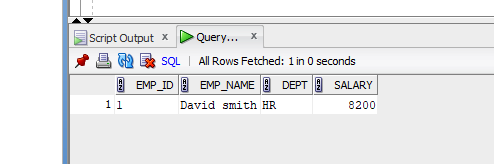 Script Output x Query... x
SQL | All Rows Fetched: 1 in 0 seconds
EMP_ID EMP_NAME DEPT SALARY
1 1 David smith HR 8200